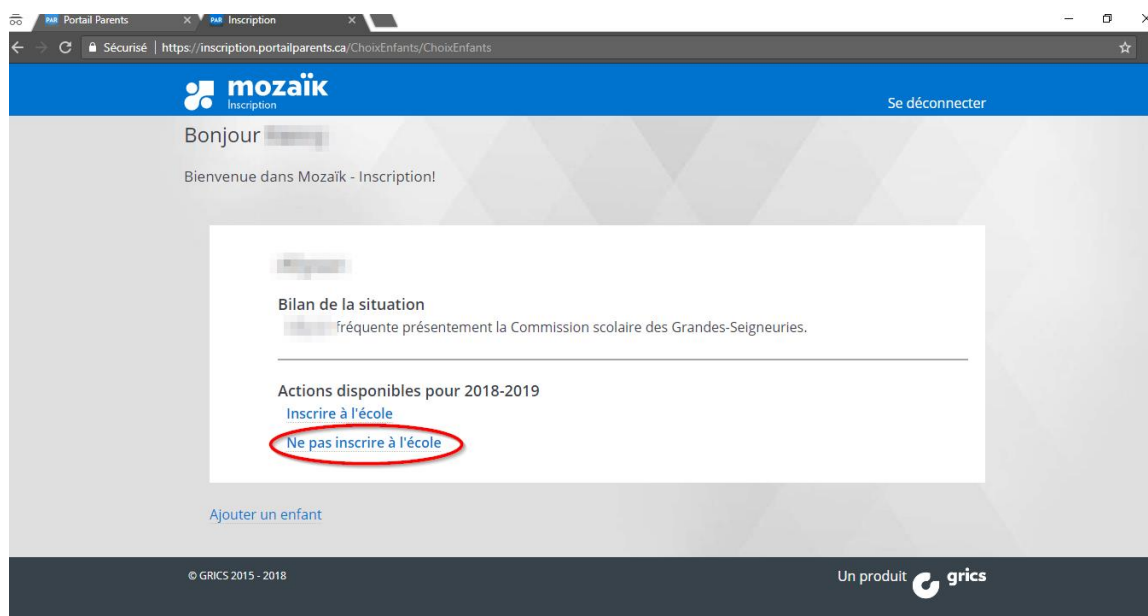 PAR Portail Parents
PAR Inscription
Sécurisé | https://inscription.portailparents.ca/ChoixEnfants/ChoixEnfants
mozaïk
Inscription
Se déconnecter
Bonjour
Bienvenue dans Mozaïk - Inscription!
Bilan de la situation
fréquente présentement la Commission scolaire des Grandes-Seigneuries.
Actions disponibles pour 2018-2019
Inscrire à l'école
Ne pas inscrire à l'école
Ajouter un enfant
© GRICS 2015 - 2018
Un produit grics